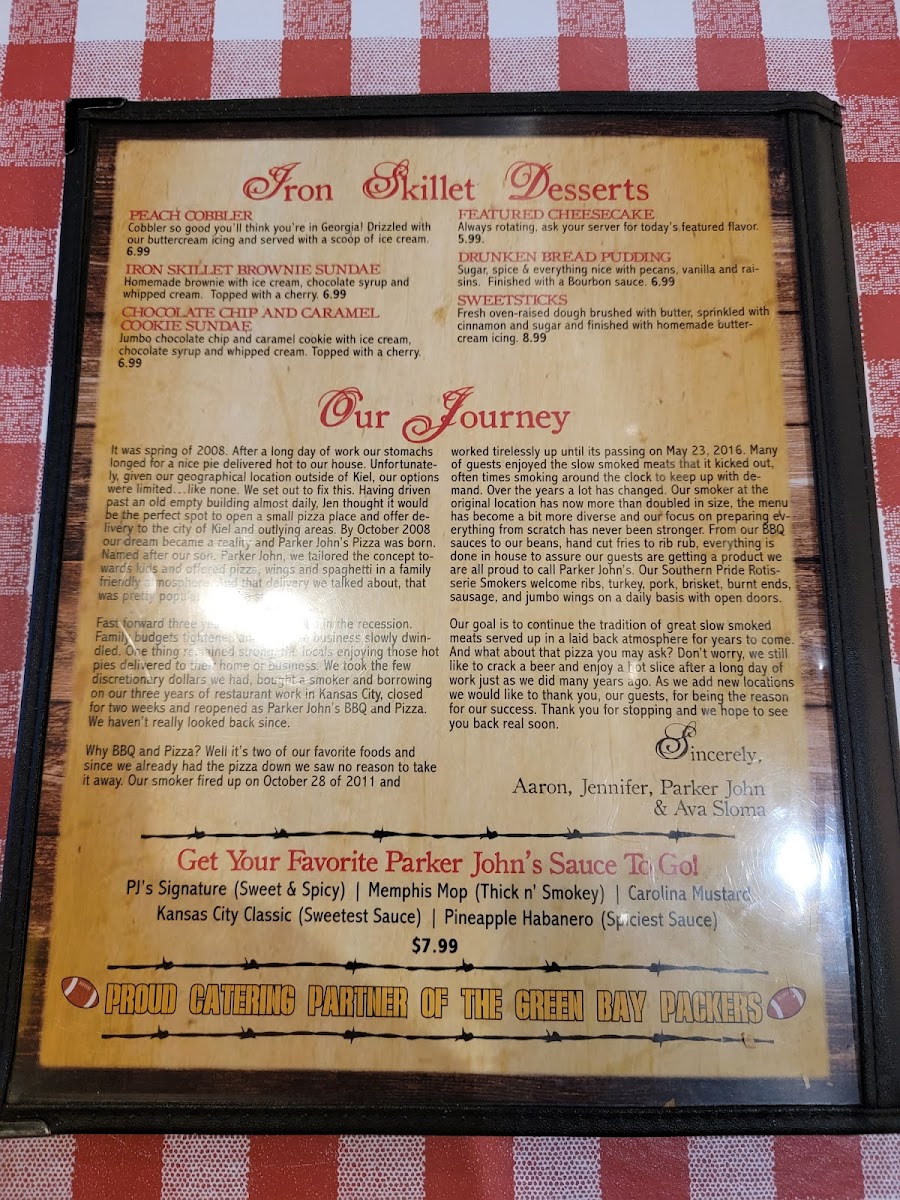 Iron Skillet Desserts
PEACH COBBLER
Cobbler so good you'll think you're in Georgia! Drizzled with
our buttercream icing and served with a scoop of ice cream.
6.99
IRON SKILLET BROWNIE SUNDAE
Homemade brownie with ice cream, chocolate syrup and
whipped cream. Topped with a cherry. 6.99
CHOCOLATE CHIP AND CARAMEL
COOKIE SUNDAE
Jumbo chocolate chip and caramel cookie with ice cream,
chocolate syrup and whipped cream. Topped with a cherry.
6.99
FEATURED CHEESECAKE
Always rotating, ask your server for today's featured flavor.
5.99.
DRUNKEN BREAD PUDDING
Sugar, spice & everything nice with pecans, vanilla and rai-
sins. Finished with a Bourbon sauce. 6.99
SWEETSTICKS
Fresh oven-raised dough brushed with butter, sprinkled with
cinnamon and sugar and finished with homemade butter-
cream icing. 8.99
Our Journey
It was spring of 2008. After a long day of work our stomachs
longed for a nice pie delivered hot to our house. Unfortunate-
ly, given our geographical location outside of Kiel, our options
were limited...like none. We set out to fix this. Having driven
past an old empty building almost daily, Jen thought it would
be the perfect spot to open a small pizza place and offer de-
livery to the city of Kiel and outlying areas. By October 2008
our dream became a reality and Parker John's Pizza was born.
Named after our son, Parker John, we tailored the concept to-
wards kids and offered pizza, wings and spaghetti in a family
friendly atmosphere. And that delivery we talked about, that
was pretty
Fast forward three in the recession.
Family budgets tightened business slowly dwin-
dled. One thing remained strong, the locals enjoying those hot
pies delivered to their home or business. We took the few
discretionary dollars we had, bought a smoker and borrowing
on our three years of restaurant work in Kansas City, closed
for two weeks and reopened as Parker John's BBQ and Pizza.
We haven't really looked back since.
Why BBQ and Pizza? Well it's two of our favorite foods and
since we already had the pizza down we saw no reason to take
it away. Our smoker fired up on October 28 of 2011 and
worked tirelessly up until its passing on May 23, 2016. Many
of guests enjoyed the slow smoked meats that it kicked out,
often times smoking around the clock to keep up with de-
mand. Over the years a lot has changed. Our smoker at the
original location has now more than doubled in size, the menu
has become a bit more diverse and our focus on preparing ev-
erything from scratch has never been stronger. From our BBQ
sauces to our beans, hand cut fries to rib rub, everything is
done in house to assure our guests are getting a product we
are all proud to call Parker John's. Our Southern Pride Rotis-
serie Smokers welcome ribs, turkey, pork, brisket, burnt ends,
sausage, and jumbo wings on a daily basis with open doors.
Our goal is to continue the tradition of great slow smoked
meats served up in a laid back atmosphere for years to come.
And what about that pizza you may ask? Don't worry, we still
like to crack a beer and enjoy a hot slice after a long day of
work just as we did many years ago. As we add new locations
we would like to thank you, our guests, for being the reason
for our success. Thank you for stopping and we hope to see
you back real soon.
Sincerely,
Aaron, Jennifer, Parker John
& Ava Sloma
Get Your Favorite Parker John's Sauce To Go!
PJ's Signature (Sweet & Spicy) | Memphis Mop (Thick n' Smokey) | Carolina Mustard
Kansas City Classic (Sweetest Sauce) | Pineapple Habanero (Spiciest Sauce)
$7.99
PROUD CATERING PARTNER OF THE GREEN BAY PACKERS